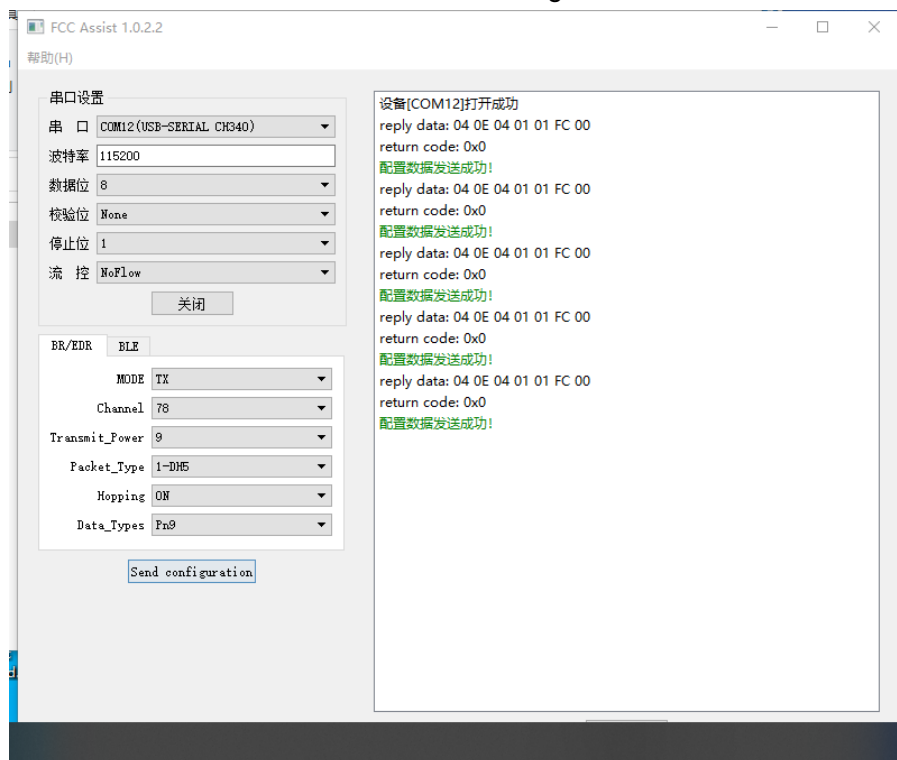 FCC Assist 1.0.2.2
帮助(H)
串口设置
串 口 COM12(USB-SERIAL CH340)
波特率 115200
数据位 8
校验位 None
停止位 1
流 控 NoFlow
关闭
BR/EDR BLE
MODE TX
Channel 78
Transmit_Power 9
Packet_Type 1-DH5
Hopping ON
Data_Types Pn9
Send configuration
设备[COM12]打开成功
reply data: 04 0E 04 01 01 FC 00
return code: 0x0
配置数据发送成功!
reply data: 04 0E 04 01 01 FC 00
return code: 0x0
配置数据发送成功!
reply data: 04 0E 04 01 01 FC 00
return code: 0x0
配置数据发送成功!
reply data: 04 0E 04 01 01 FC 00
return code: 0x0
配置数据发送成功!
reply data: 04 0E 04 01 01 FC 00
return code: 0x0
配置数据发送成功!